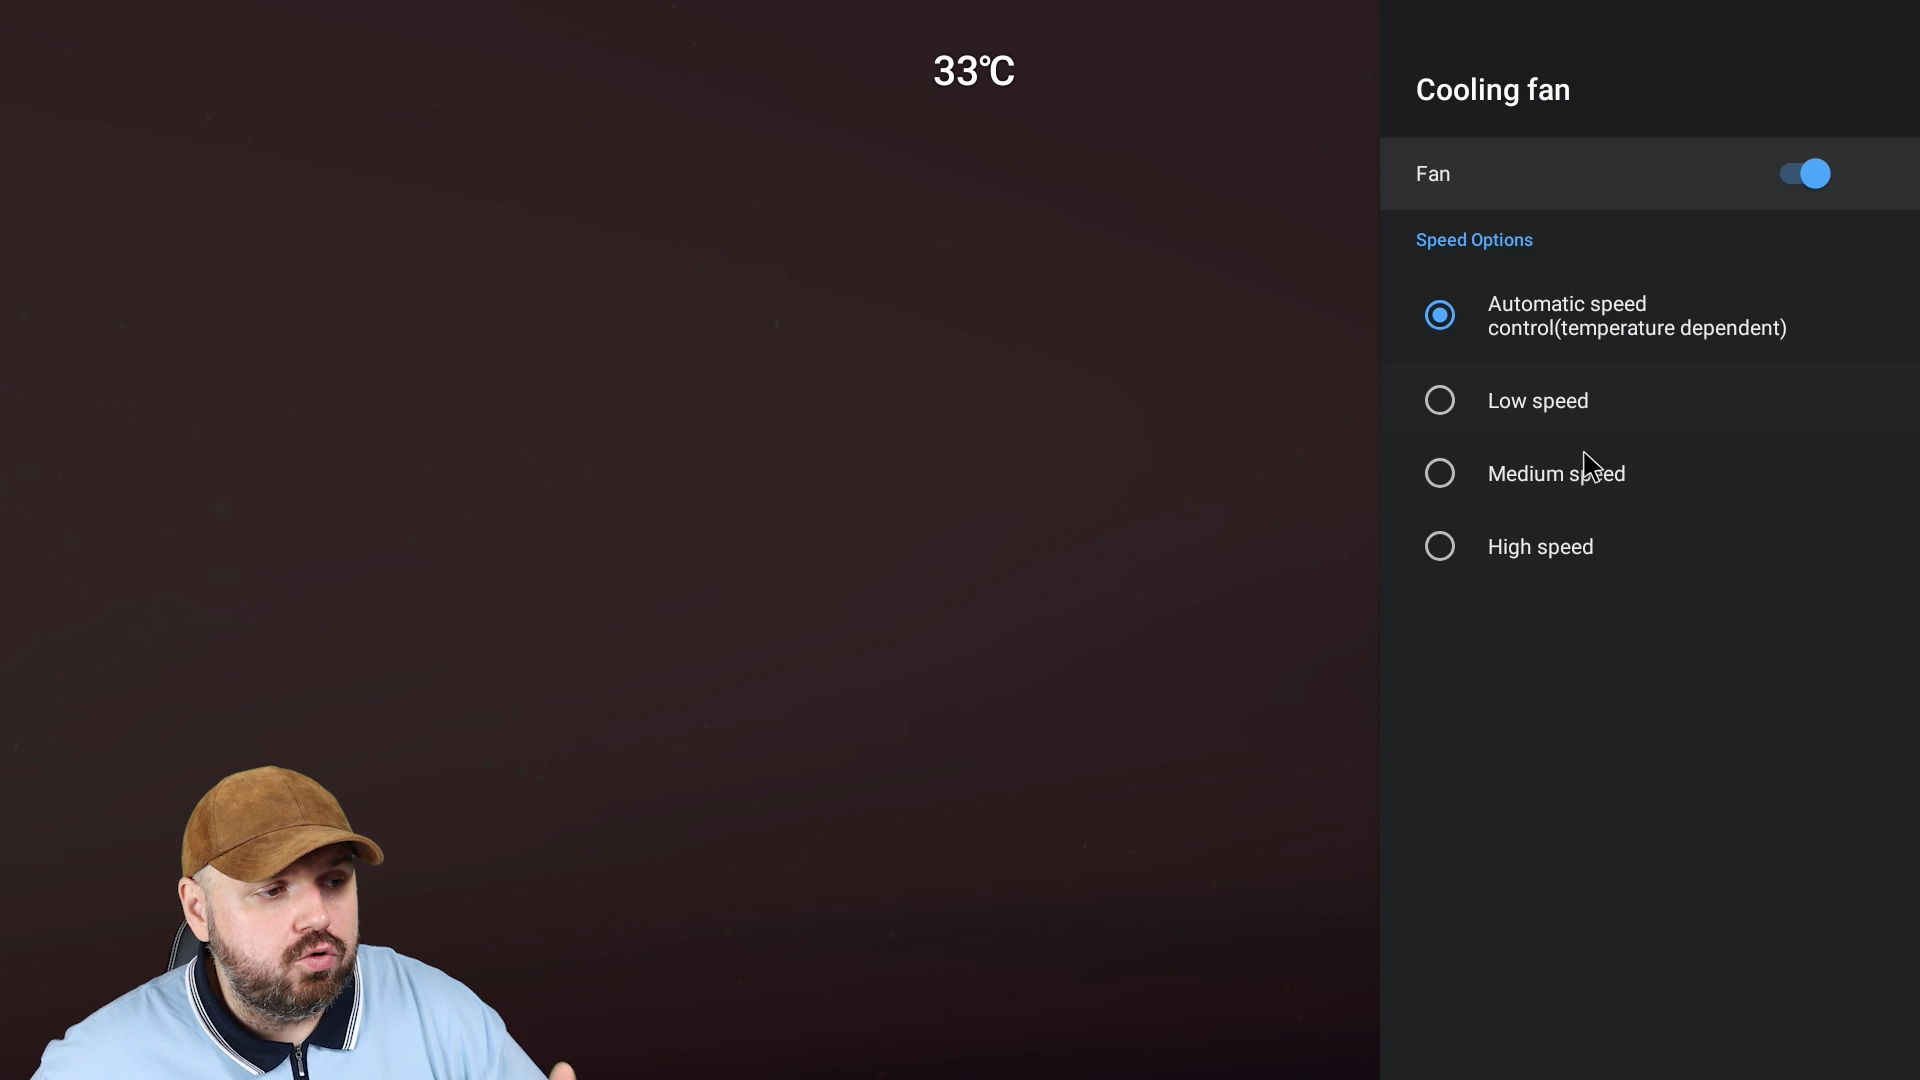 33℃
Cooling fan
Fan
Speed Options
Automatic speed
control(temperature dependent)
Low speed
Medium speed
High speed